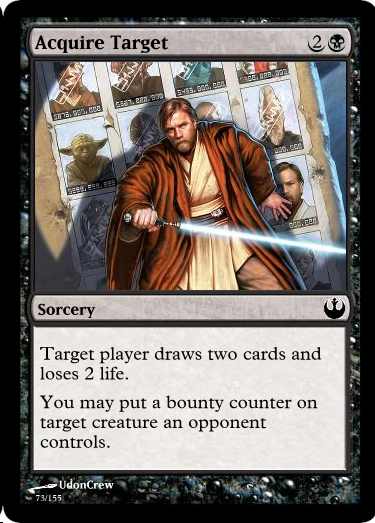 Acquire Target 2
Sorcery
Target player draws two cards and
loses 2 life.
You may put a bounty counter on
target creature an opponent
controls.
UdonCrew
73/155